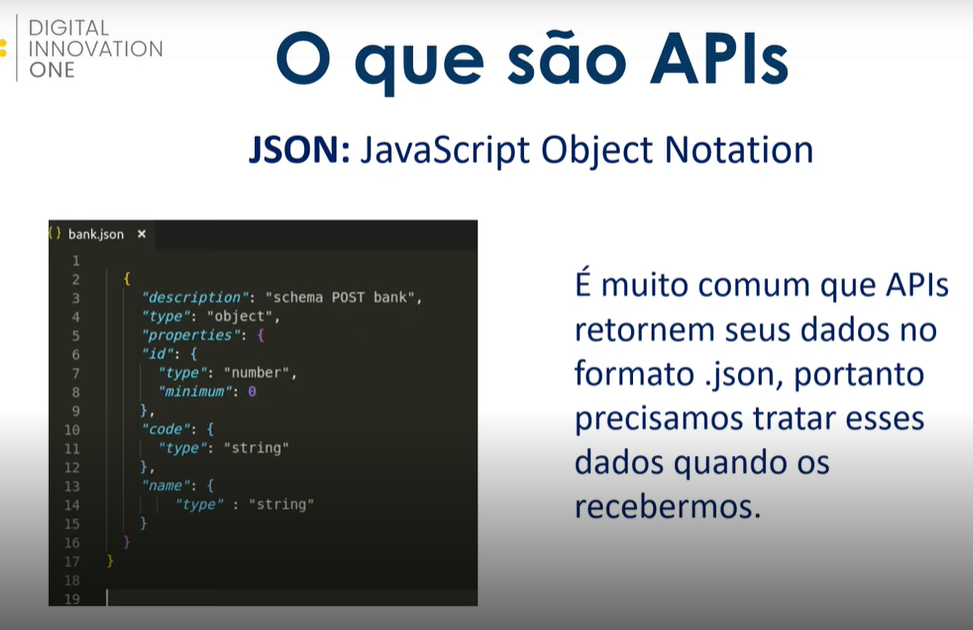 DIGITAL
INNOVATION
ONE
O que são APIs
JSON: JavaScript Object Notation
{} bank.json ×
1
2 {
3 "description": "schema POST bank",
4 "type": "object",
5 "properties": {
6 "id": {
7 "type": "number",
8 "minimum": 0
9 },
10 "code": {
11 "type": "string"
12 },
13 "name": {
14 "type" : "string"
15 }
16 }
17 }
18
19
É muito comum que APIs
retornem seus dados no
formato .json, portanto
precisamos tratar esses
dados quando os
recebermos.